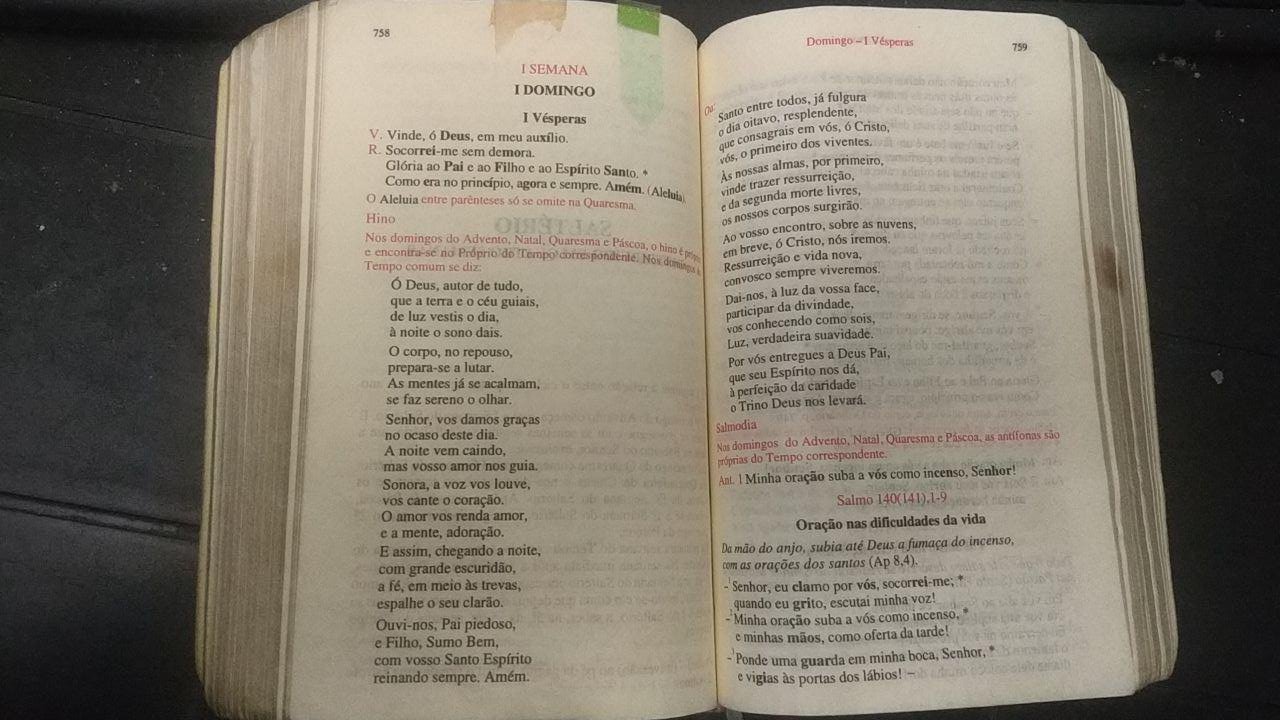 758
I SEMANA
I DOMINGO
I Vésperas
V. Vinde, ó Deus, em meu auxílio.
R. Socorrei-me sem demora.
Glória ao Pai e ao Filho e ao Espírito Santo. *
Como era no princípio, agora e sempre. Amém. (Aleluia).
O Aleluia entre parênteses só se omite na Quaresma.
Hino
Nos domingos do Advento, Natal, Quaresma e Páscoa, o hino é
e encontra-se no Próprio do Tempo correspondente. Nos domingos
Tempo comum se diz:
Ó Deus, autor de tudo,
que a terra e o céu guiais,
de luz vestis o dia,
à noite o sono dais.
O corpo, no repouso,
prepara-se a lutar.
As mentes já se acalmam,
se faz sereno o olhar.
Senhor, vos damos graças
no ocaso deste dia.
A noite vem caindo,
mas vosso amor nos guia.
Sonora, a voz vos louve,
vos cante o coração.
O amor vos renda amor,
e a mente, adoração.
E assim, chegando a noite,
com grande escuridão,
a fé, em meio às trevas,
espalhe o seu clarão.
Ouvi-nos, Pai piedoso,
e Filho, Sumo Bem,
com vosso Santo Espírito
reinando sempre. Amém.
Domingo – I Vésperas
759
Ou:
Santo entre todos, já fulgura
o dia oitavo, resplendente,
que consagrais em vós, ó Cristo,
vós, o primeiro dos viventes.
Às nossas almas, por primeiro,
vinde trazer ressurreição,
e da segunda morte livres,
os nossos corpos surgirão.
Ao vosso encontro, sobre as nuvens,
em breve, ó Cristo, nós iremos.
Ressurreição e vida nova,
convosco sempre viveremos.
Dai-nos, à luz da vossa face,
participar da divindade,
vos conhecendo como sois,
Luz, verdadeira suavidade.
Por vós entregues a Deus Pai,
que seu Espírito nos dá,
à perfeição da caridade
o Trino Deus nos levará.
Salmodia
Nos domingos do Advento, Natal, Quaresma e Páscoa, as antífonas são
próprias do Tempo correspondente.
Ant. 1 Minha oração suba a vós como incenso, Senhor!
Salmo 140(141),1-9
Oração nas dificuldades da vida
Da mão do anjo, subia até Deus a fumaça do incenso,
com as orações dos santos (Ap 8,4).
–¹Senhor, eu clamo por vós, socorrei-me; *
quando eu grito, escutai minha voz!
–²Minha oração suba a vós como incenso, *
e minhas mãos, como oferta da tarde!
–³Ponde uma guarda em minha boca, Senhor, *
e vigias às portas dos lábios! –